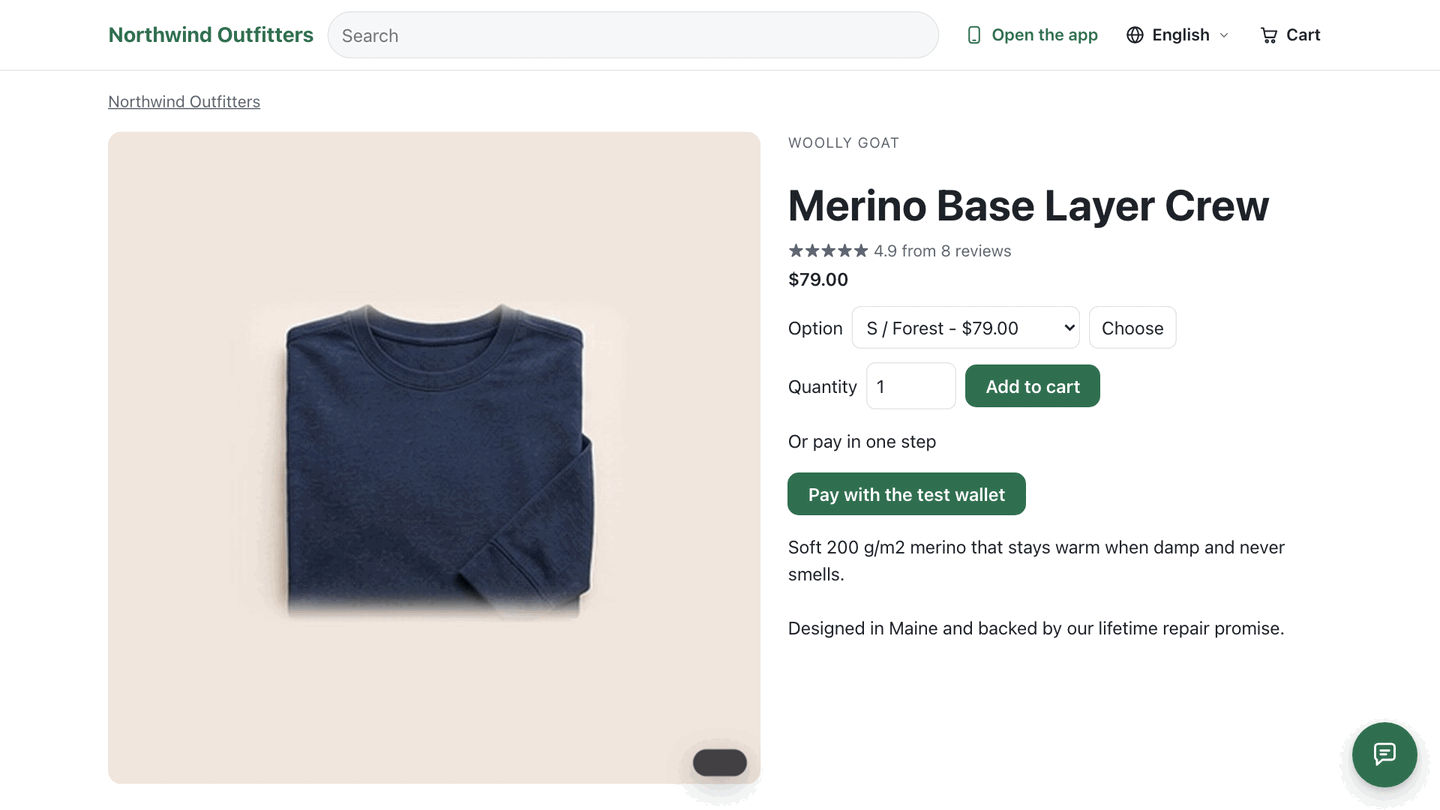 Northwind Outfitters
Search
Open the app
English
Cart
Northwind Outfitters
WOOLLY GOAT
Merino Base Layer Crew
4.9 from 8 reviews
$79.00
Option
S / Forest - $79.00
Choose
Quantity
1
Add to cart
Or pay in one step
Pay with the test wallet
Soft 200 g/m2 merino that stays warm when damp and never
smells.
Designed in Maine and backed by our lifetime repair promise.